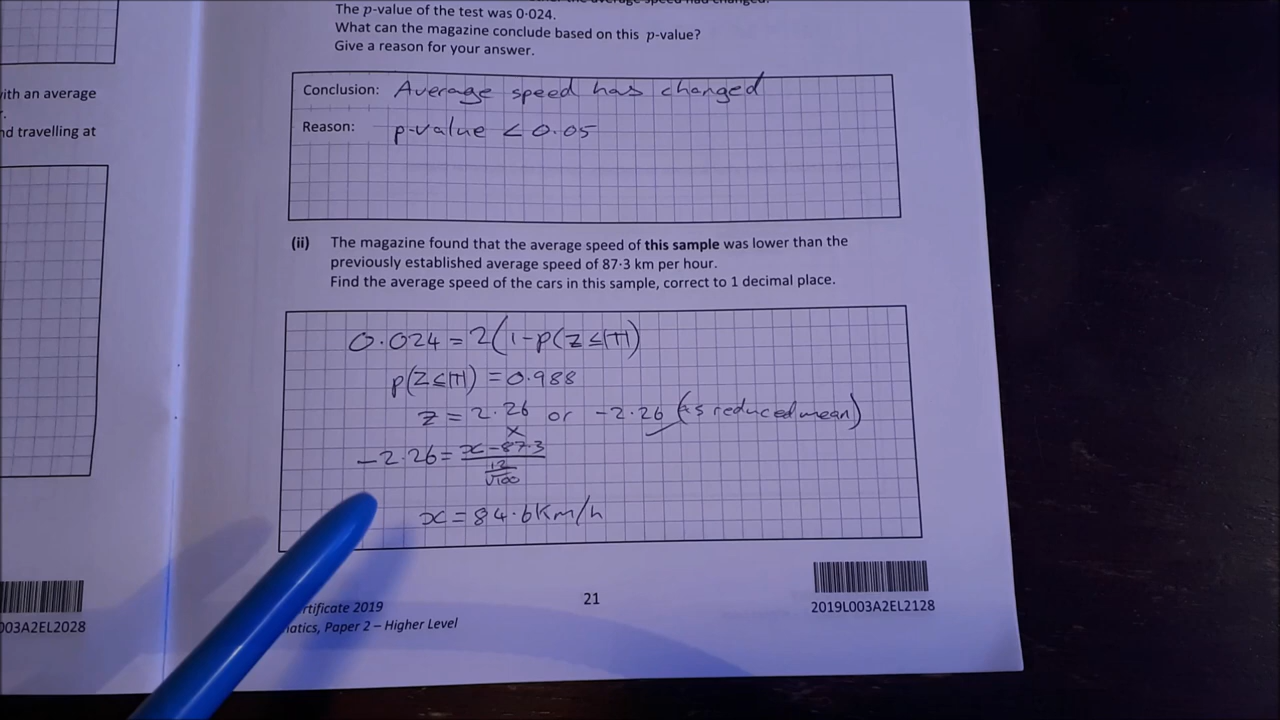 The p-value of the test was 0·024.
What can the magazine conclude based on this p-value?
Give a reason for your answer.
Conclusion: Average speed has changed
Reason: p-value < 0.05
ith an average
nd travelling at
(ii) The magazine found that the average speed of this sample was lower than the
previously established average speed of 87·3 km per hour.
Find the average speed of the cars in this sample, correct to 1 decimal place.
0.024 = 2(1-p(Z≤|T|)
p(Z≤|T|) = 0.988
z = 2.26 or -2.26 (as reduced mean)
x ✓
-2.26 = x-87.3
12
√100
x = 84.6 km/h
rtificate 2019
atics, Paper 2 – Higher Level
21
2019L003A2EL2128
003A2EL2028